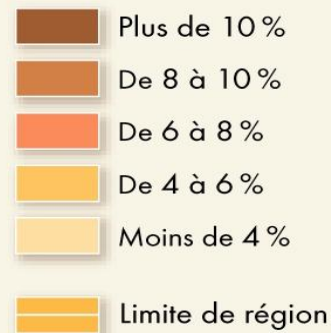 Plus de 10 %
De 8 à 10 %
De 6 à 8 %
De 4 à 6 %
Moins de 4 %
Limite de région